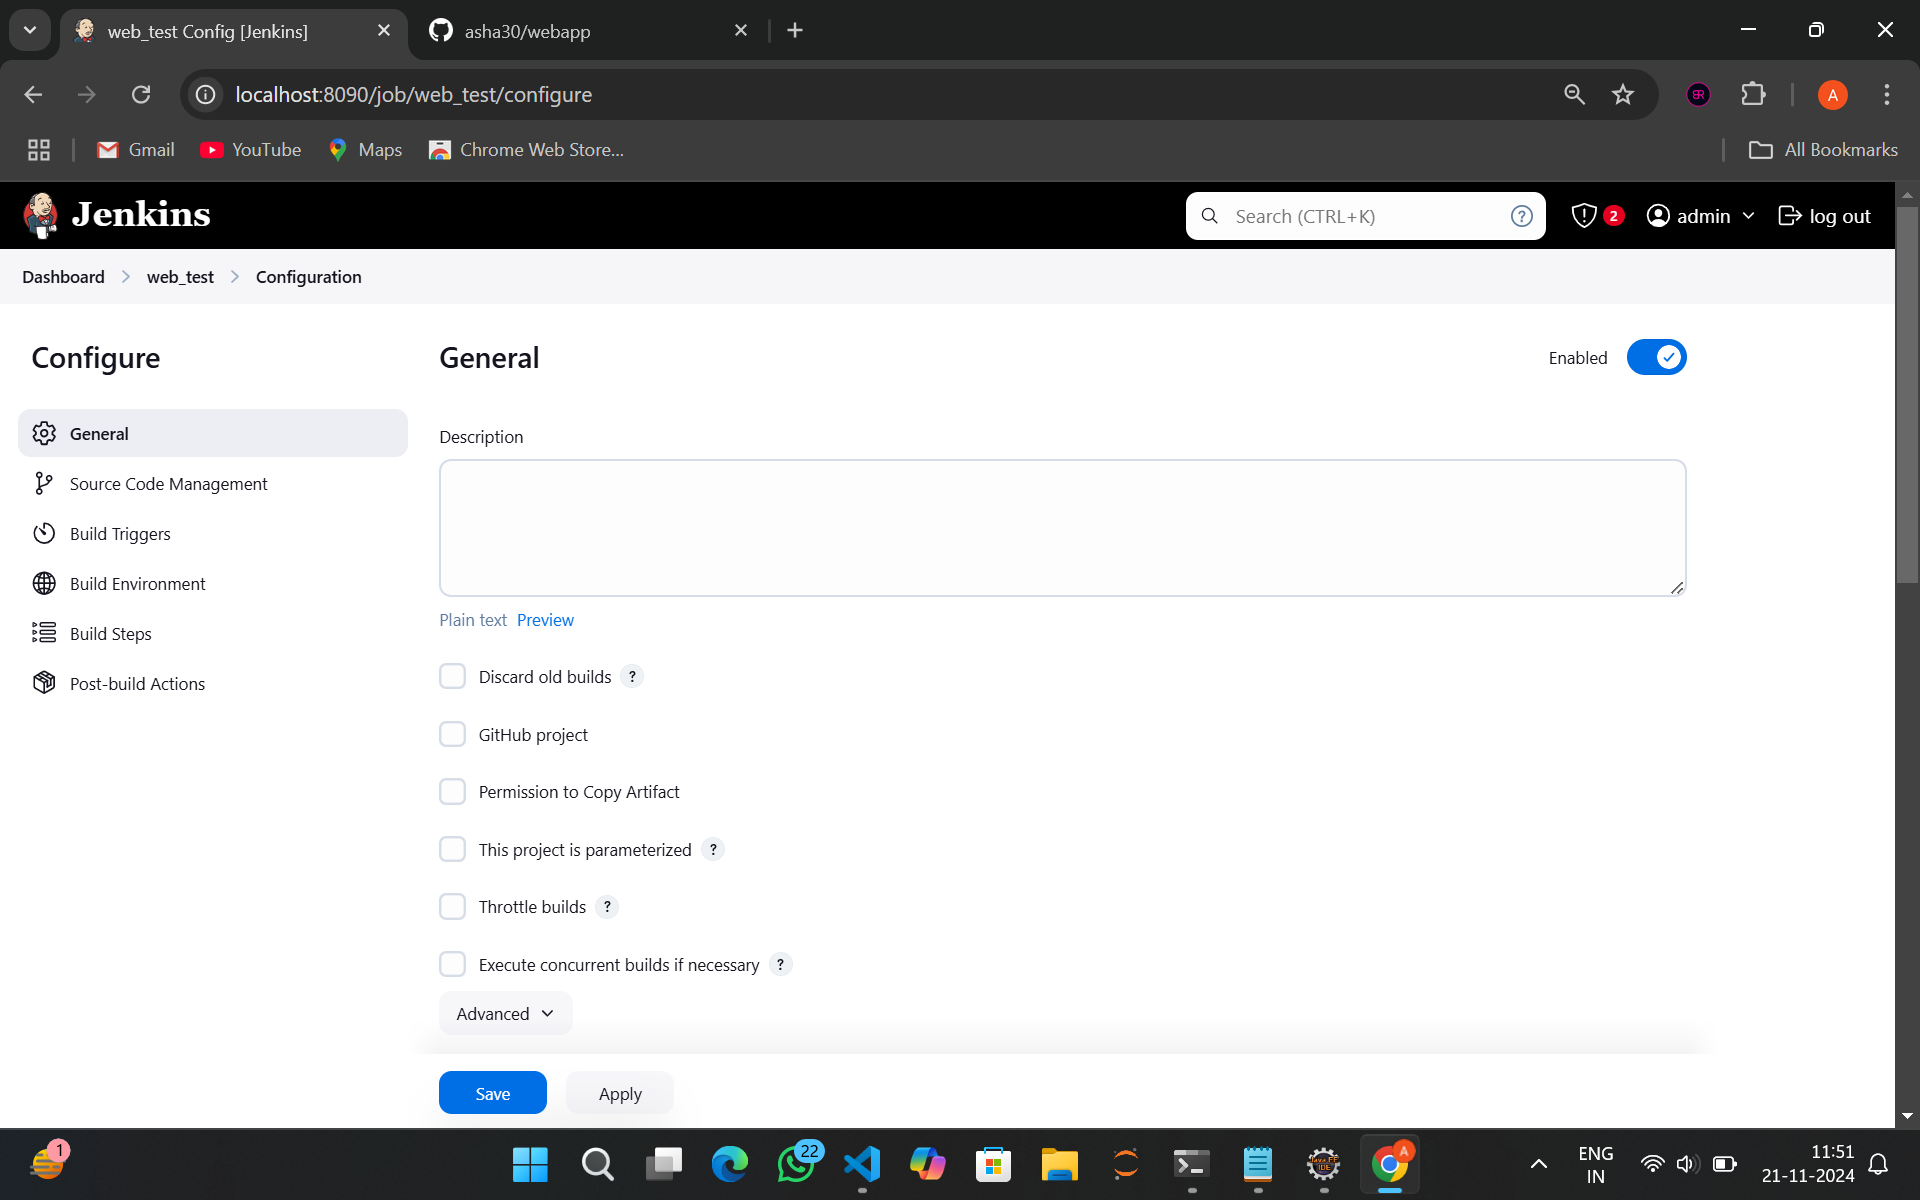 web_test Config [Jenkins]
asha30/webapp
localhost:8090/job/web_test/configure
A
Gmail
YouTube
Maps
Chrome Web Store...
All Bookmarks
Jenkins
Search (CTRL+K)
?
2
admin
log out
Dashboard
web_test
Configuration
Configure
General
Source Code Management
Build Triggers
Build Environment
Build Steps
Post-build Actions
General
Enabled
Description
Plain text Preview
Discard old builds ?
GitHub project
Permission to Copy Artifact
This project is parameterized ?
Throttle builds ?
Execute concurrent builds if necessary ?
Advanced
Save
Apply
1
22
A
ENG
IN
11:51
21-11-2024